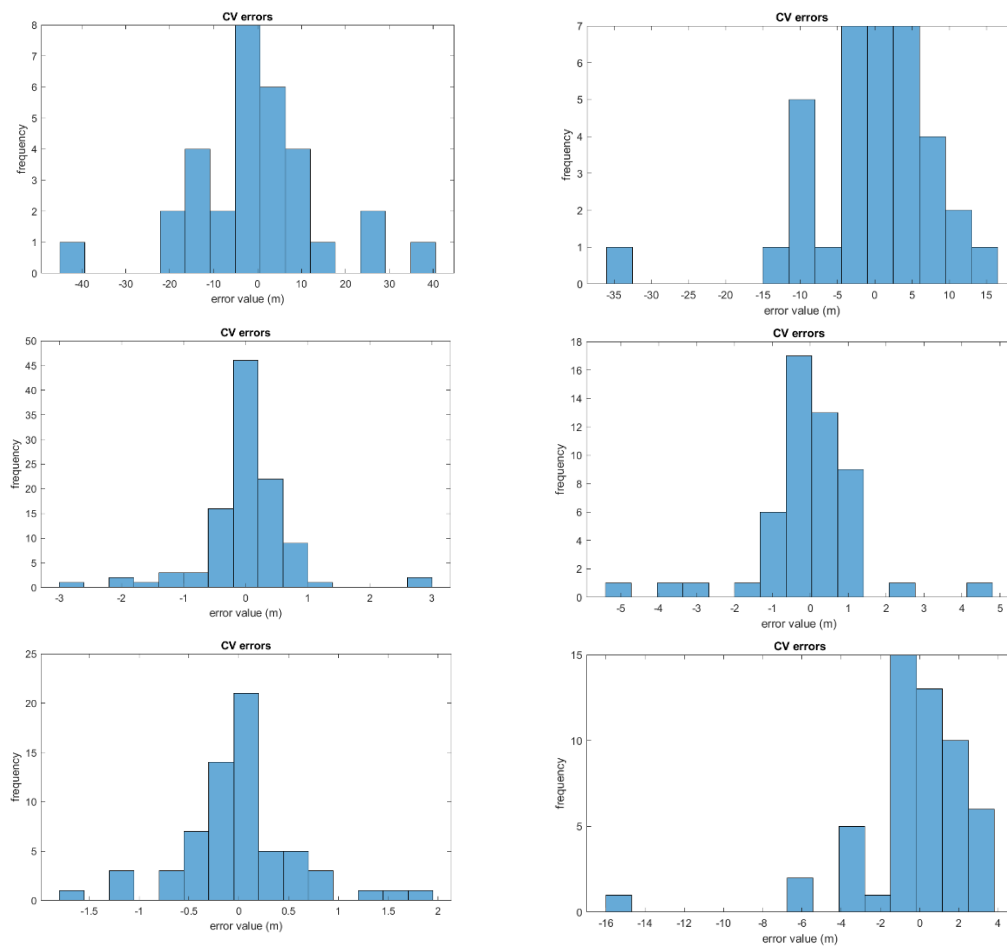 CV errors
8
7
6
5
4
3
2
1
0
frequency
-40 -30 -20 -10 0 10 20 30 40
error value (m)
CV errors
7
6
5
4
3
2
1
0
frequency
-35 -30 -25 -20 -15 -10 -5 0 5 10 15
error value (m)
CV errors
50
45
40
35
30
25
20
15
10
5
0
frequency
-3 -2 -1 0 1 2 3
error value (m)
CV errors
18
16
14
12
10
8
6
4
2
0
frequency
-5 -4 -3 -2 -1 0 1 2 3 4 5
error value (m)
CV errors
25
20
15
10
5
0
frequency
-1.5 -1 -0.5 0 0.5 1 1.5 2
error value (m)
CV errors
15
10
5
0
frequency
-16 -14 -12 -10 -8 -6 -4 -2 0 2 4
error value (m)